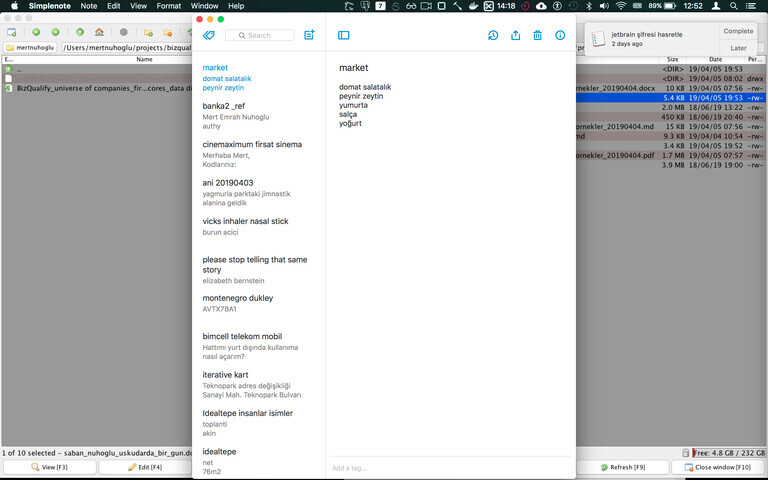 Simplenote Note Edit View Format Window Help
7 14:18 89% 12:52
Search
mertnuhoglu /Users/mertnuhoglu/projects/bizqual
E... Name Size Date Per...
..
BizQualify_universe of companies_fir...cores_data di
<DIR> 19/04/05 19:53
<DIR> 19/04/05 08:02 drwx
ornekler_20190404.docx 10 KB 19/04/05 07:56 -rw-
5.4 KB 19/04/05 19:53 -rw-
2.0 MB 18/06/19 13:22 -rw-
450 KB 18/06/19 20:40 -rw-
ornekler_20190404.md 15 KB 19/04/05 07:56 -rw-
md 9.3 KB 19/04/04 10:54 -rw-
3.4 KB 19/04/05 19:52 -rw-
ornekler_20190404.pdf 1.7 MB 19/04/05 07:57 -rw-
3.9 MB 18/06/19 19:00 -rw-
jetbrain şifresi hasretle
2 days ago
Complete
Later
market
domat salatalık
peynir zeytin
banka2 _ref
Mert Emrah Nuhoglu
authy
cinemaximum firsat sinema
Merhaba Mert,
Kodlarınız:
ani 20190403
yagmurla parktaki jimnastik
alanina geldik
vicks inhaler nasal stick
burun acici
please stop telling that same
story
elizabeth bernstein
montenegro dukley
AVTX7BA1
bimcell telekom mobil
Hattımı yurt dışında kullanıma
nasıl açarım?
iterative kart
Teknopark adres değişikliği
Sanayi Mah. Teknopark Bulvarı
Idealtepe insanlar isimler
toplanti
akin
idealtepe
net
76m2
market
domat salatalık
peynir zeytin
yumurta
salça
yoğurt
Add a tag...
1 of 10 selected - saban_nuhoglu_uskudarda_bir_gun.do
Free: 4.8 GB / 232 GB
View [F3] Edit [F4] Refresh [F9] Close window [F10]